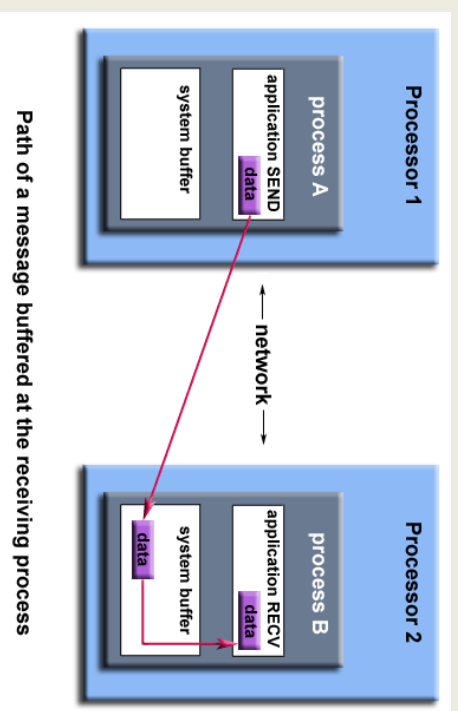 Processor 1
process A
application SEND
data
system buffer
network
Processor 2
process B
application RECV
data
system buffer
data
Path of a message buffered at the receiving process